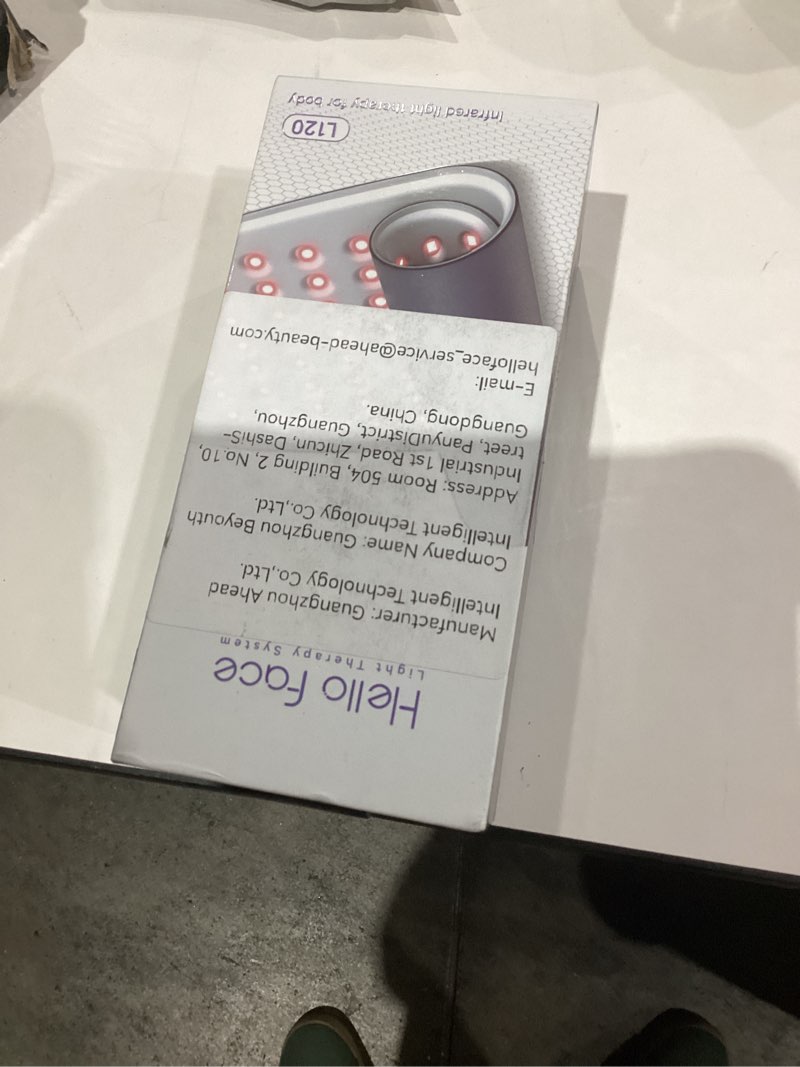 Hello Face
Light Therapy System
Manufacturer: Guangzhou Ahead
Intelligent Technology Co.,Ltd.
Company Name: Guangzhou Beyouth
Intelligent Technology Co.,Ltd.
Address: Room 504, Building 2, No.10,
Industrial 1st Road, Zhicun, DashiS-
treet, PanyuDistrict, Guangzhou,
Guangdong, China.
E-mail:
helloface_service@ahead-beauty.com
L120
Infrared light therapy for body